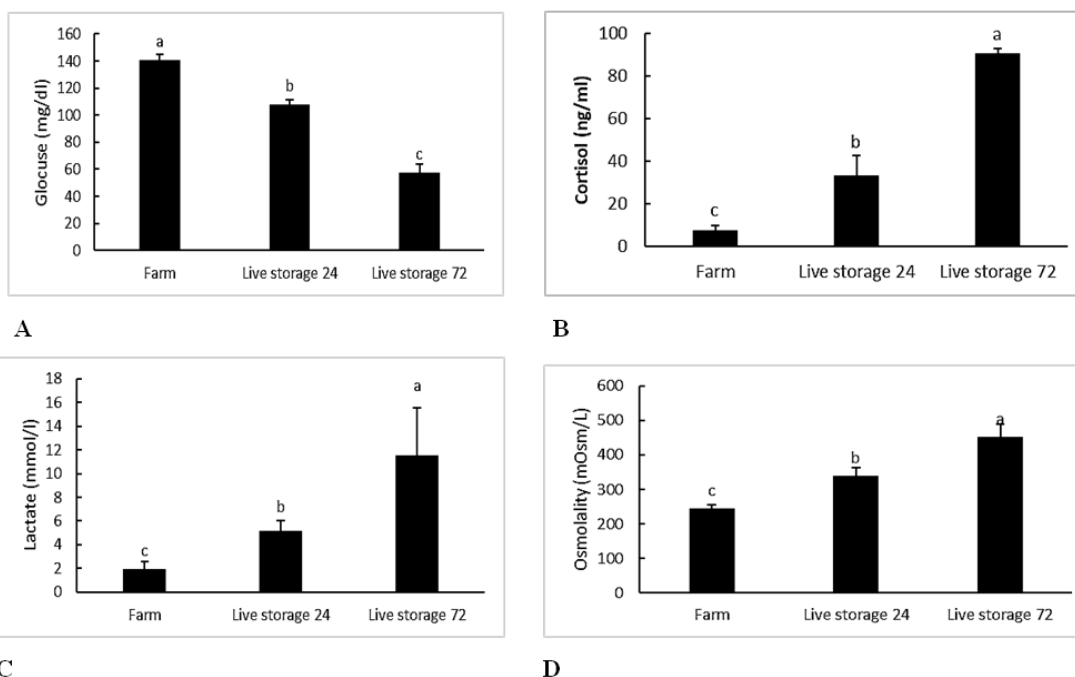 Glocuse (mg/dl)
160
140
120
100
80
60
40
20
0
a
b
c
Farm Live storage 24 Live storage 72
A
Cortisol (ng/ml)
100
80
60
40
20
0
c
b
a
Farm Live storage 24 Live storage 72
B
Lactate (mmol/l)
18
16
14
12
10
8
6
4
2
0
c
b
a
Farm Live storage 24 Live storage 72
C
Osmolality (mOsm/L)
600
500
400
300
200
100
0
c
b
a
Farm Live storage 24 Live storage 72
D